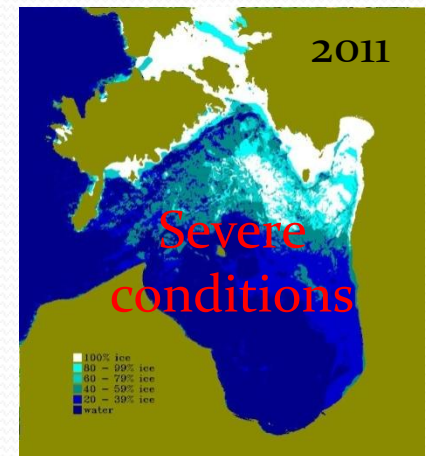 2011
Severe
conditions
100% ice
80 - 99% ice
60 - 79% ice
40 - 59% ice
20 - 39% ice
water